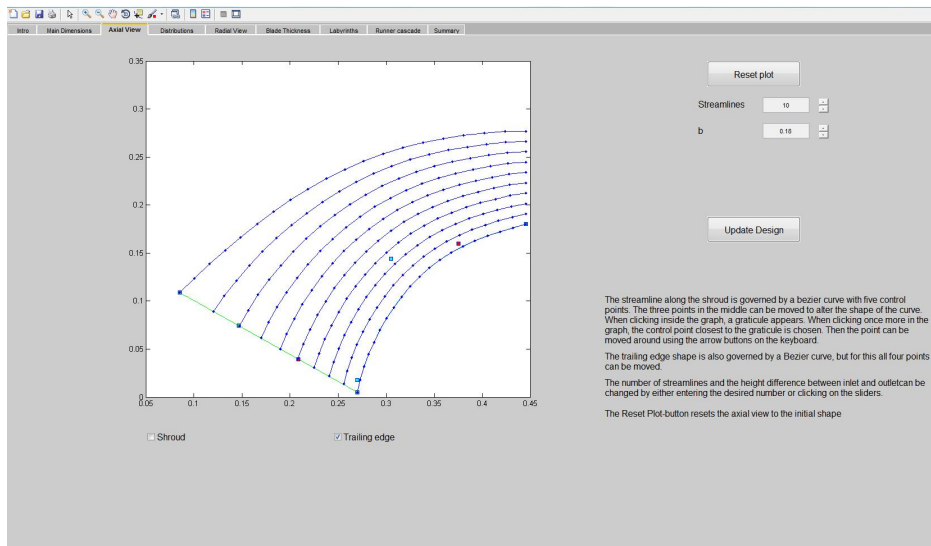 Intro Main Dimensions Axial View Distributions Radial View Blade Thickness Labyrinths Runner cascade Summary
0.35
0.3
0.25
0.2
0.15
0.1
0.05
0
0.05 0.1 0.15 0.2 0.25 0.3 0.35 0.4 0.45
Shroud
Trailing edge
Reset plot
Streamlines 10
b 0.18
Update Design
The streamline along the shroud is governed by a bezier curve with five control
points. The three points in the middle can be moved to alter the shape of the curve.
When clicking inside the graph, a graticule appears. When clicking once more in the
graph, the control point closest to the graticule is chosen. Then the point can be
moved around using the arrow buttons on the keyboard.
The trailing edge shape is also governed by a Bezier curve, but for this all four points
can be moved.
The number of streamlines and the height difference between inlet and outletcan be
changed by either entering the desired number or clicking on the sliders.
The Reset Plot-button resets the axial view to the initial shape